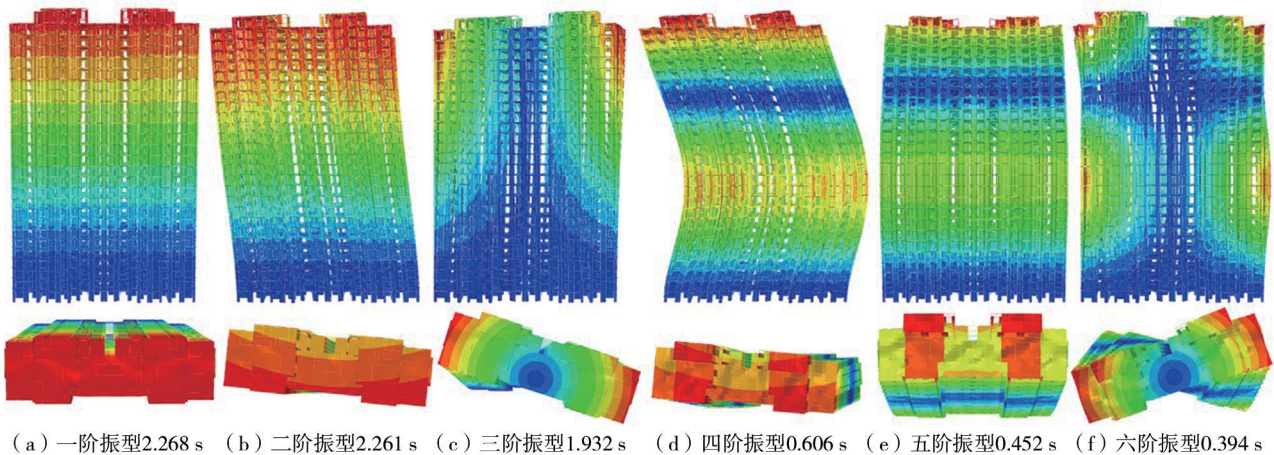 （a）一阶振型2.268 s （b）二阶振型2.261 s （c）三阶振型1.932 s （d）四阶振型0.606 s （e）五阶振型0.452 s （f）六阶振型0.394 s